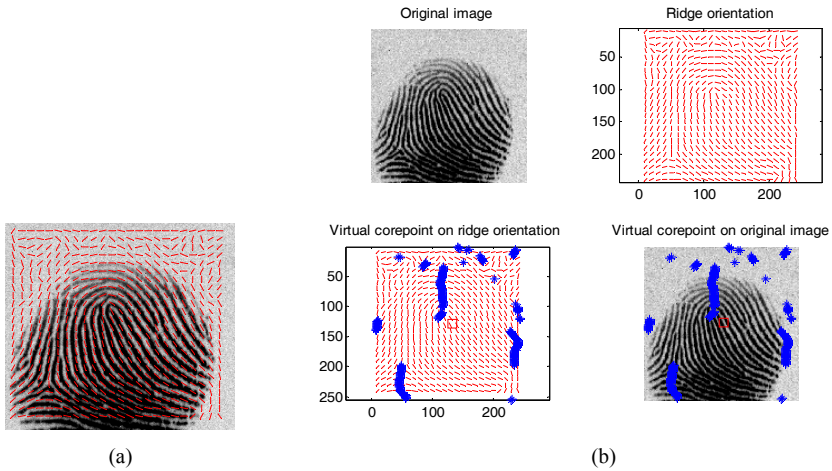 Original image
Ridge orientation
50
100
150
200
0 100 200
Virtual corepoint on ridge orientation
Virtual corepoint on original image
50
100
150
200
250
0 100 200
(a)
(b)